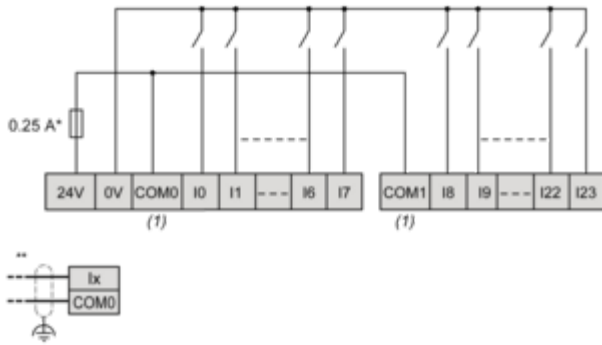 0.25 A*
24V 0V COM0 I0 I1 --- I6 I7 COM1 I8 I9 --- I22 I23
(1) (1)
**
Ix
COM0